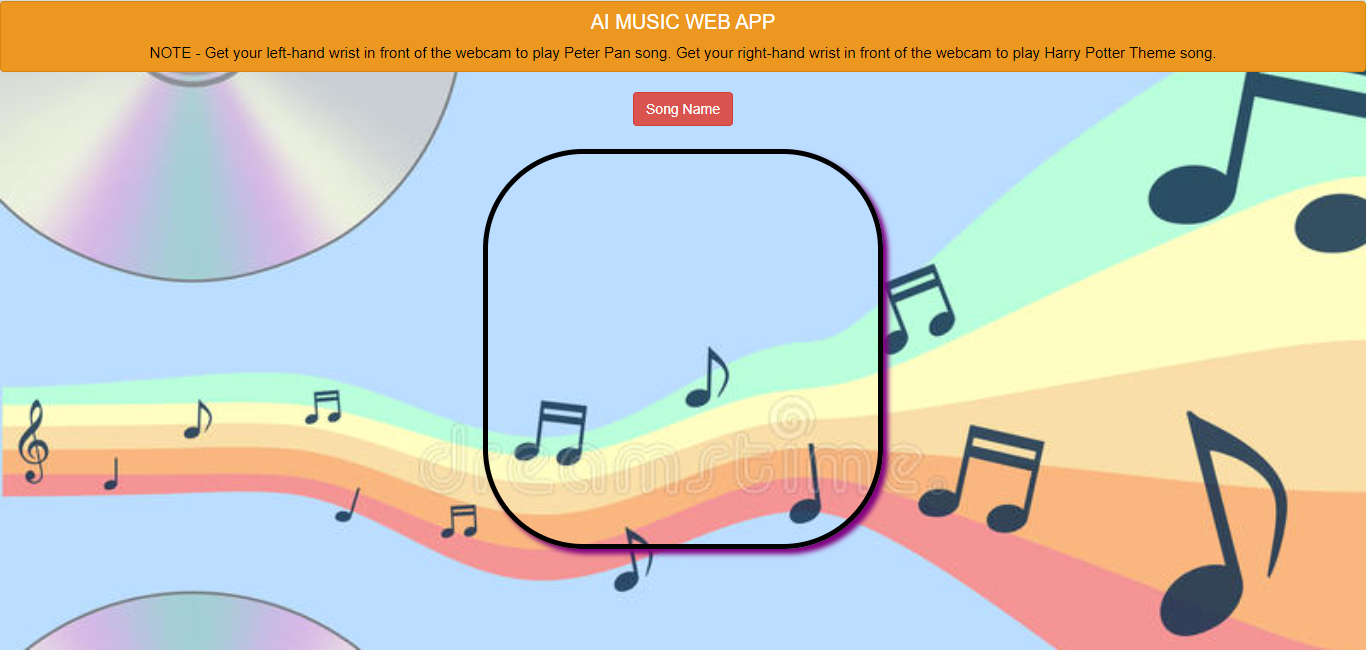 AI MUSIC WEB APP
NOTE - Get your left-hand wrist in front of the webcam to play Peter Pan song. Get your right-hand wrist in front of the webcam to play Harry Potter Theme song.
Song Name
dreamstime.